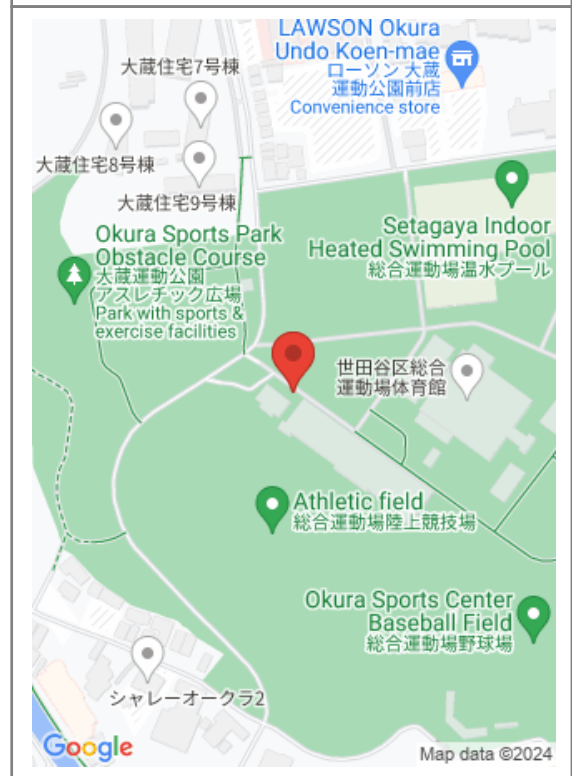 LAWSON Okura
Undo Koen-mae
ローソン 大蔵
運動公園前店
Convenience store
大蔵住宅7号棟
大蔵住宅8号棟
大蔵住宅9号棟
Setagaya Indoor
Heated Swimming Pool
総合運動場温水プール
Okura Sports Park
Obstacle Course
大蔵運動公園
アスレチック広場
Park with sports &
exercise facilities
世田谷区総合
運動場体育館
Athletic field
総合運動場陸上競技場
Okura Sports Center
Baseball Field
総合運動場野球場
シャレーオークラ2
Google
Map data ©2024